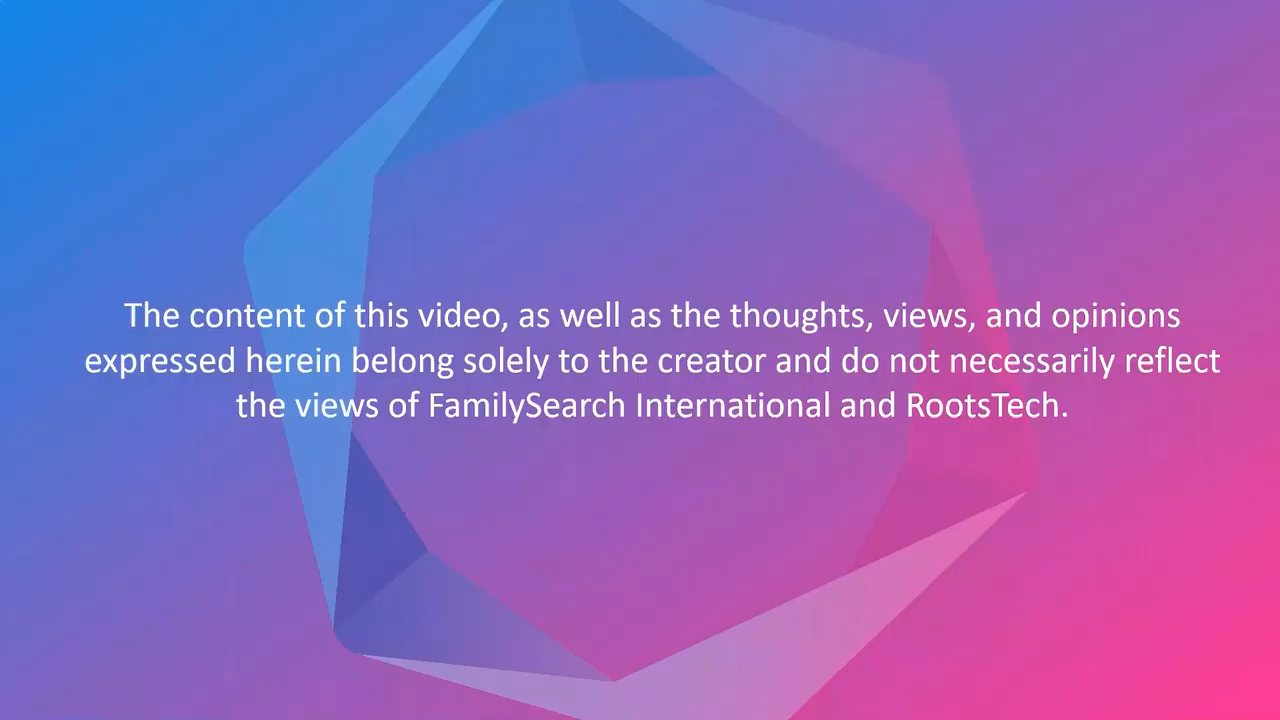 The content of this video, as well as the thoughts, views, and opinions
expressed herein belong solely to the creator and do not necessarily reflect
the views of FamilySearch International and RootsTech.